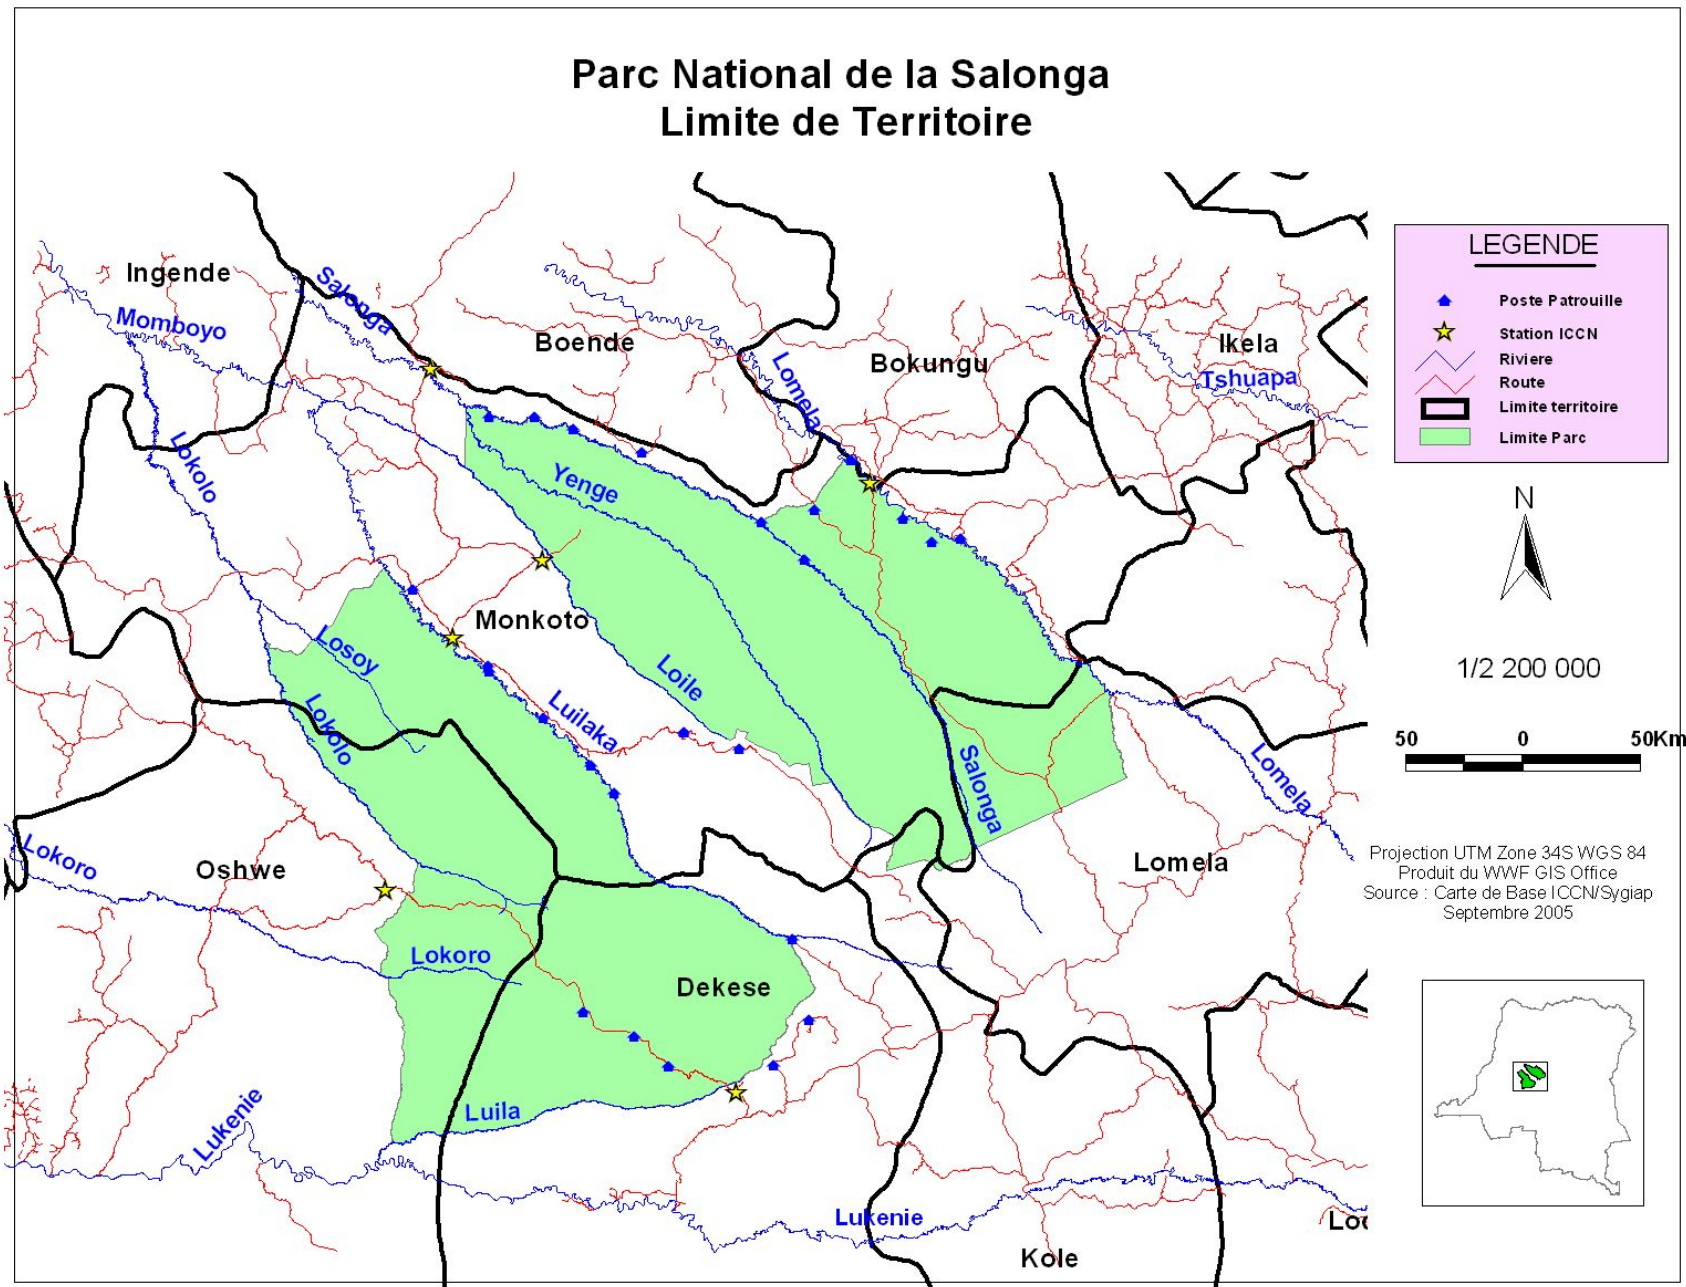 Parc National de la Salonga
Limite de Territoire
Ingende
Salonga
Momboyo
Boende
Lomela
Bokungu
Ikela
Tshuapa
Lokolo
Yenge
Monkoto
Losoy
Loile
Lokolo
Luilaka
Salonga
Lomela
Lokoro
Oshwe
Lomela
Lokoro
Dekese
Luila
Lukenie
Lukenie
Kole
LEGENDE
Poste Patrouille
Station ICCN
Riviere
Route
Limite territoire
Limite Parc
N
1/2 200 000
50 0 50Km
Projection UTM Zone 34S WGS 84
Produit du WWF GIS Office
Source : Carte de Base ICCN/Sygiap
Septembre 2005